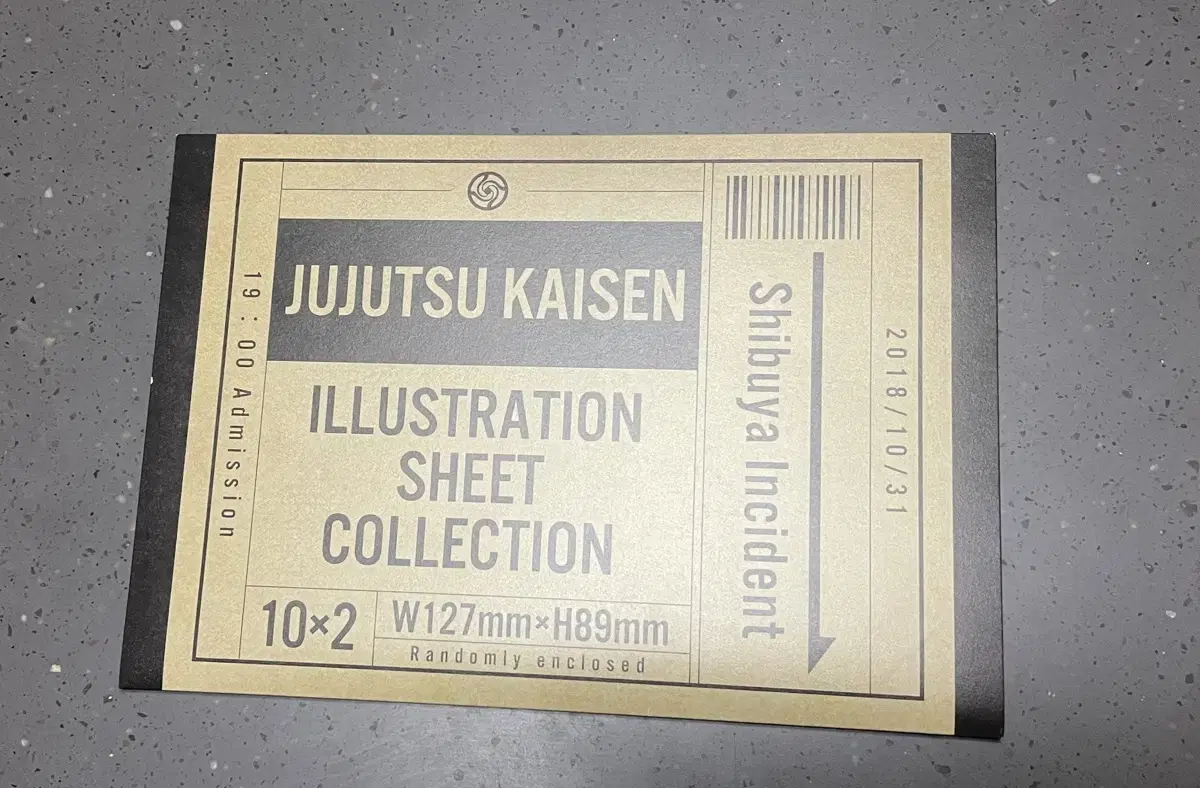 19:00 Admission
JUJUTSU KAISEN
ILLUSTRATION
SHEET
COLLECTION
10×2
W127mm×H89mm
Randomly enclosed
Shibuya Incident
2018/10/31